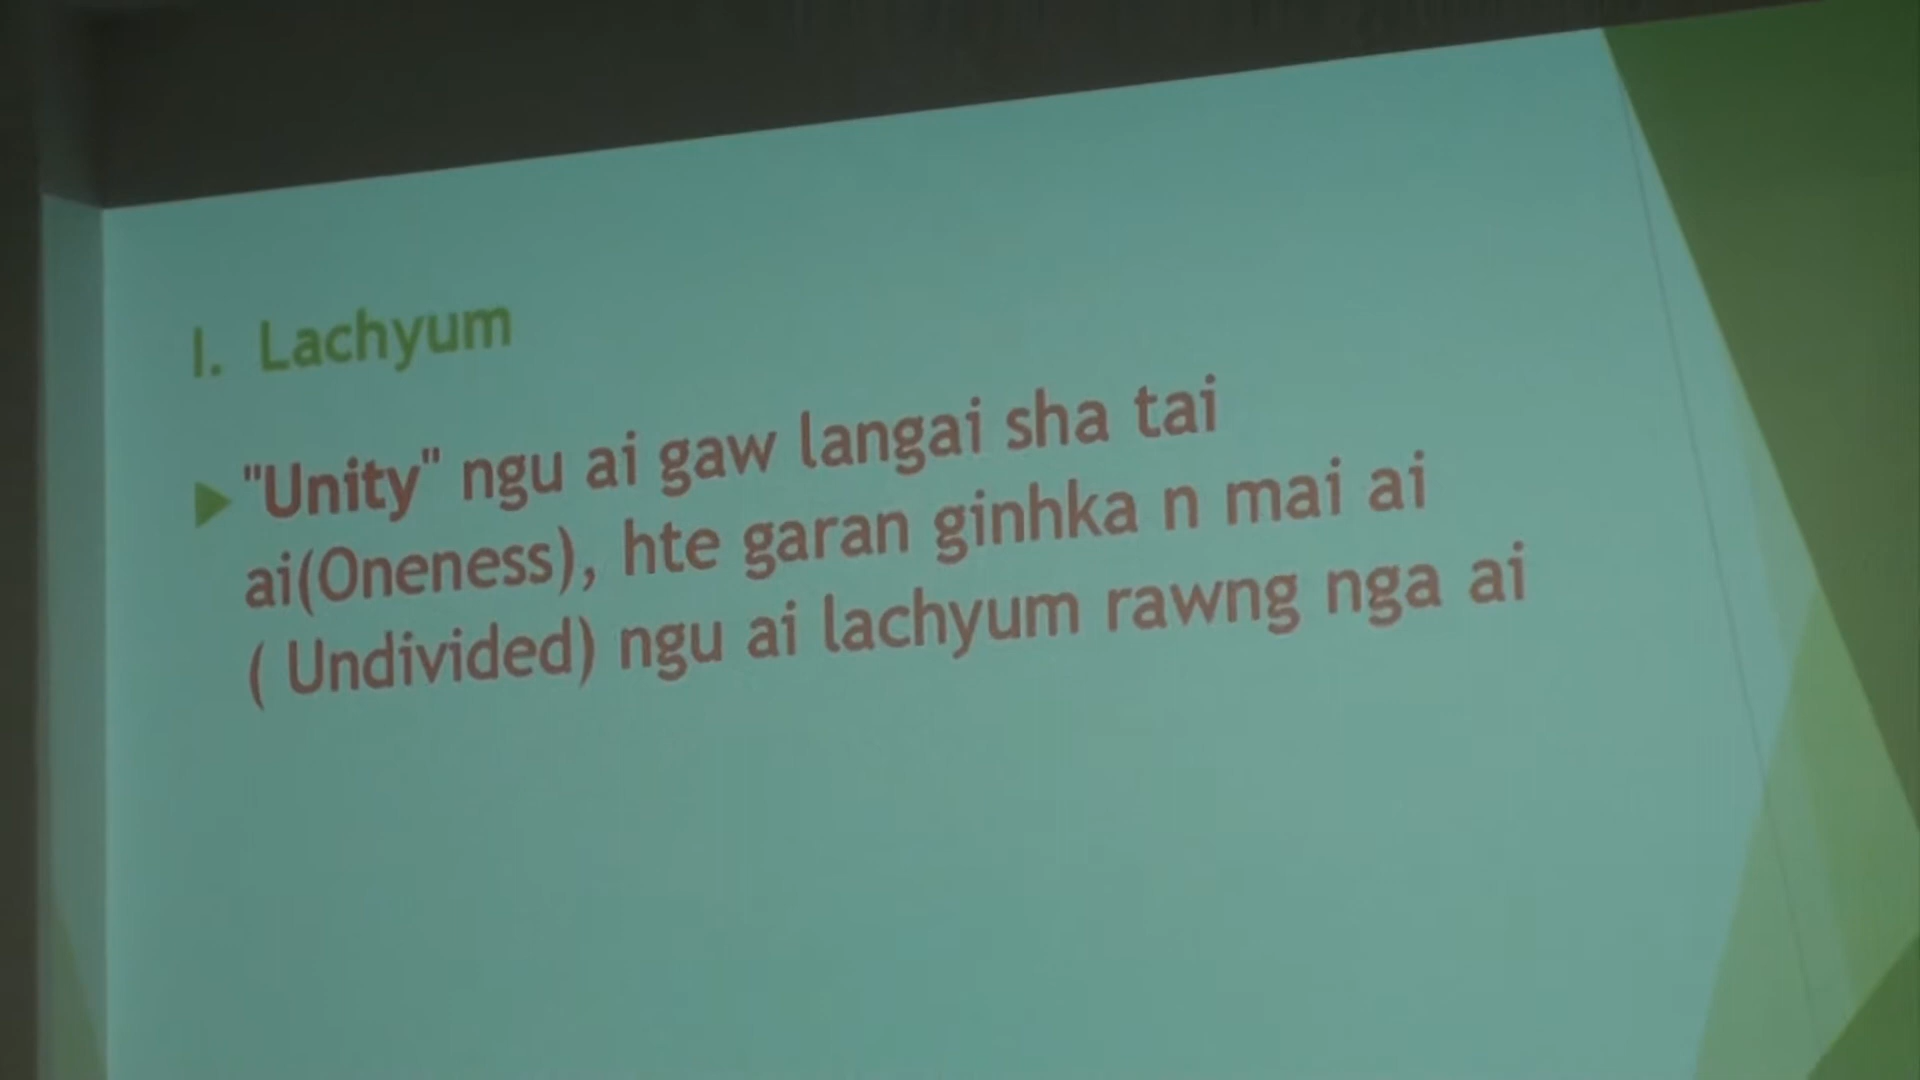 I. Lachyum
"Unity" ngu ai gaw langai sha tai
ai(Oneness), hte garan ginhka n mai ai
( Undivided) ngu ai lachyum rawng nga ai